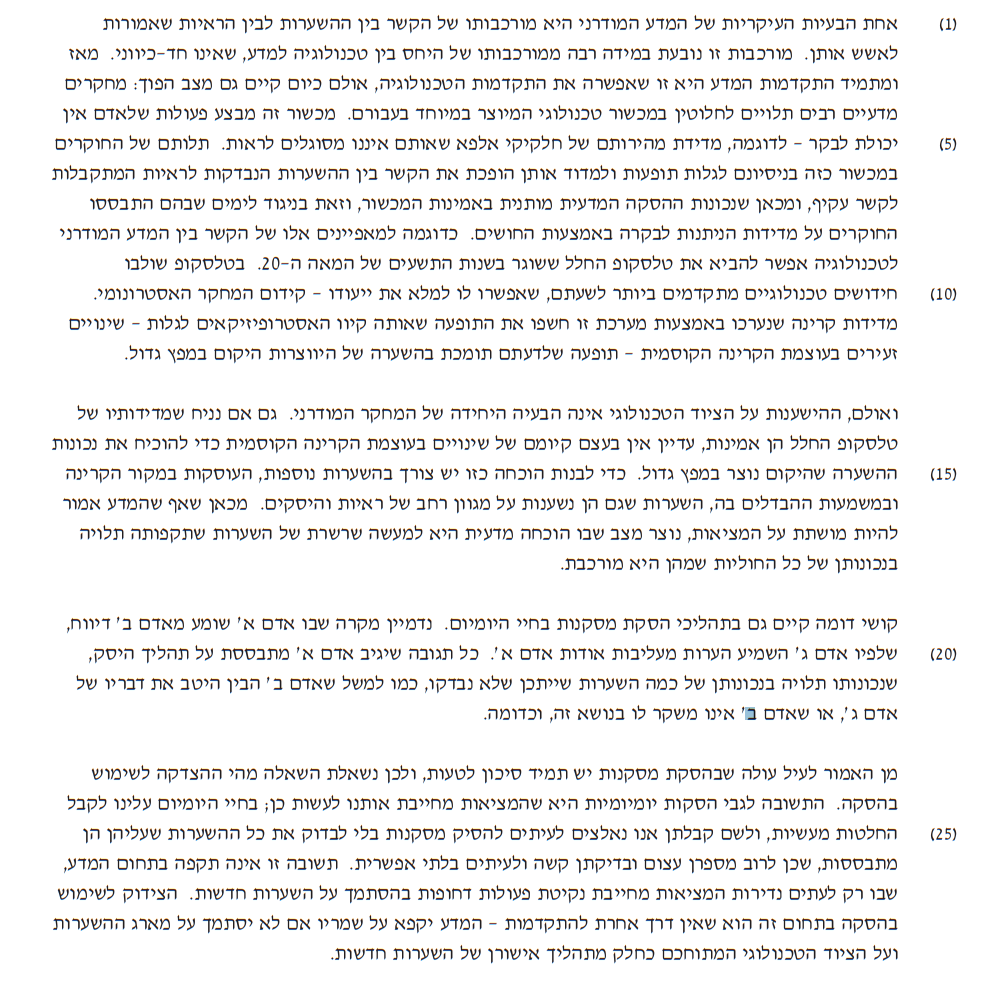 (1) אחת הבעיות העיקריות של המדע המודרני היא מורכבותו של הקשר בין ההשערות לבין הראיות שאמורות
לאשש אותן. מורכבות זו נובעת במידה רבה ממורכבותו של היחס בין טכנולוגיה למדע, שאינו חד-כיווני. מאז
ומתמיד התקדמות המדע היא זו שאפשרה את התקדמות הטכנולוגיה, אולם כיום קיים גם מצב הפוך: מחקרים
מדעיים רבים תלויים לחלוטין במכשור טכנולוגי המיוצר במיוחד בעבורם. מכשור זה מבצע פעולות שלאדם אין
(5) יכולת לבקר - לדוגמה, מדידת מהירותם של חלקיקי אלפא שאותם איננו מסוגלים לראות. תלותם של החוקרים
במכשור כזה בניסיונם לגלות תופעות ולמדוד אותן הופכת את הקשר בין ההשערות הנבדקות לראיות המתקבלות
לקשר עקיף, ומכאן שנכונות ההסקה המדעית מותנית באמינות המכשור, וזאת בניגוד לימים שבהם התבססו
החוקרים על מדידות הניתנות לבקרה באמצעות החושים. כדוגמה למאפיינים אלו של הקשר בין המדע המודרני
לטכנולוגיה אפשר להביא את טלסקופ החלל ששוגר בשנות התשעים של המאה ה-20. בטלסקופ שולבו
(10) חידושים טכנולוגיים מתקדמים ביותר לשעתם, שאפשרו לו למלא את ייעודו - קידום המחקר האסטרונומי.
מדידות קרינה שנערכו באמצעות מערכת זו חשפו את התופעה שאותה קיוו האסטרופיזיקאים לגלות - שינויים
זעירים בעוצמת הקרינה הקוסמית - תופעה שלדעתם תומכת בהשערה של היווצרות היקום במפץ גדול.
ואולם, ההישענות על הציוד הטכנולוגי אינה הבעיה היחידה של המחקר המודרני. גם אם נניח שמדידותיו של
טלסקופ החלל הן אמינות, עדיין אין בעצם קיומם של שינויים בעוצמת הקרינה הקוסמית כדי להוכיח את נכונות
(15) ההשערה שהיקום נוצר במפץ גדול. כדי לבנות הוכחה כזו יש צורך בהשערות נוספות, העוסקות במקור הקרינה
ובמשמעות ההבדלים בה, השערות שגם הן נשענות על מגוון רחב של ראיות והיסקים. מכאן שאף שהמדע אמור
להיות מושתת על המציאות, נוצר מצב שבו הוכחה מדעית היא למעשה שרשרת של השערות שתקפותה תלויה
בנכונותן של כל החוליות שמהן היא מורכבת.
קושי דומה קיים גם בתהליכי הסקת מסקנות בחיי היומיום. נדמיין מקרה שבו אדם א' שומע מאדם ב' דיווח,
(20) שלפיו אדם ג' השמיע הערות מעליבות אודות אדם א'. כל תגובה שיגיב אדם א' מתבססת על תהליך היסק,
שנכונותו תלויה בנכונותן של כמה השערות שייתכן שלא נבדקו, כמו למשל שאדם ב' הבין היטב את דבריו של
אדם ג', או שאדם ב' אינו משקר לו בנושא זה, וכדומה.
מן האמור לעיל עולה שבהסקת מסקנות יש תמיד סיכון לטעות, ולכן נשאלת השאלה מהי ההצדקה לשימוש
בהסקה. התשובה לגבי הסקות יומיומיות היא שהמציאות מחייבת אותנו לעשות כן; בחיי היומיום עלינו לקבל
(25) החלטות מעשיות, ולשם קבלתן אנו נאלצים לעיתים להסיק מסקנות בלי לבדוק את כל ההשערות שעליהן הן
מתבססות, שכן לרוב מספרן עצום ובדיקתן קשה ולעיתים בלתי אפשרית. תשובה זו אינה תקפה בתחום המדע,
שבו רק לעתים נדירות המציאות מחייבת נקיטת פעולות דחופות בהסתמך על השערות חדשות. הצידוק לשימוש
בהסקה בתחום זה הוא שאין דרך אחרת להתקדמות - המדע יקפא על שמריו אם לא יסתמך על מארג ההשערות
ועל הציוד הטכנולוגי המתוחכם כחלק מתהליך אישורן של השערות חדשות.